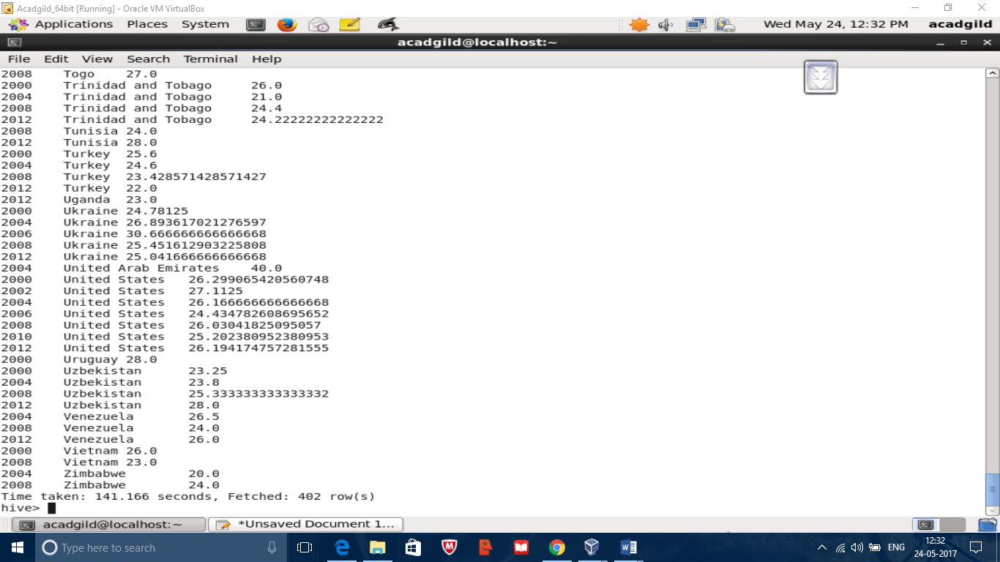 Acadgild_64bit [Running] - Oracle VM VirtualBox
Applications Places System Wed May 24, 12:32 PM acadgild
acadgild@localhost:~
File Edit View Search Terminal Help
2008 Togo 27.0
2000 Trinidad and Tobago 26.0
2004 Trinidad and Tobago 21.0
2008 Trinidad and Tobago 24.4
2012 Trinidad and Tobago 24.22222222222222
2008 Tunisia 24.0
2012 Tunisia 28.0
2000 Turkey 25.6
2004 Turkey 24.6
2008 Turkey 23.428571428571427
2012 Turkey 22.0
2012 Uganda 23.0
2000 Ukraine 24.78125
2004 Ukraine 26.893617021276597
2006 Ukraine 30.666666666666668
2008 Ukraine 25.451612903225808
2012 Ukraine 25.041666666666668
2004 United Arab Emirates 40.0
2000 United States 26.299065420560748
2002 United States 27.1125
2004 United States 26.166666666666668
2006 United States 24.434782608695652
2008 United States 26.03041825095057
2010 United States 25.202380952380953
2012 United States 26.194174757281555
2000 Uruguay 28.0
2000 Uzbekistan 23.25
2004 Uzbekistan 23.8
2008 Uzbekistan 25.333333333333332
2012 Uzbekistan 28.0
2004 Venezuela 26.5
2008 Venezuela 24.0
2012 Venezuela 26.0
2000 Vietnam 26.0
2008 Vietnam 23.0
2004 Zimbabwe 20.0
2008 Zimbabwe 24.0
Time taken: 141.166 seconds, Fetched: 402 row(s)
hive>
acadgild@localhost:~ *Unsaved Document 1...
Type here to search ENG 12:32
24-05-2017